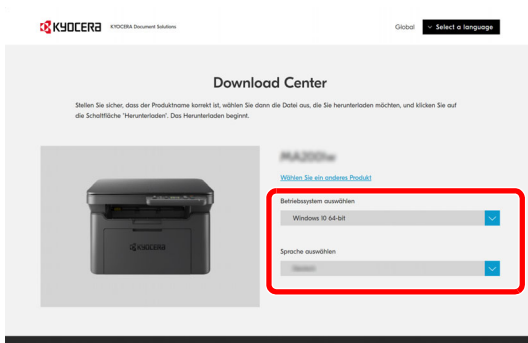 KYOCERA KYOCERA Document Solutions Global Select a language
Download Center
Stellen Sie sicher, dass der Produktname korrekt ist, wählen Sie dann die Datei aus, die Sie herunterladen möchten, und klicken Sie auf
die Schaltfläche "Herunterladen". Das Herunterladen beginnt.
Wählen Sie ein anderes Produkt
Betriebssystem auswählen
Windows 10 64-bit
KYOCERA
Sprache auswählen